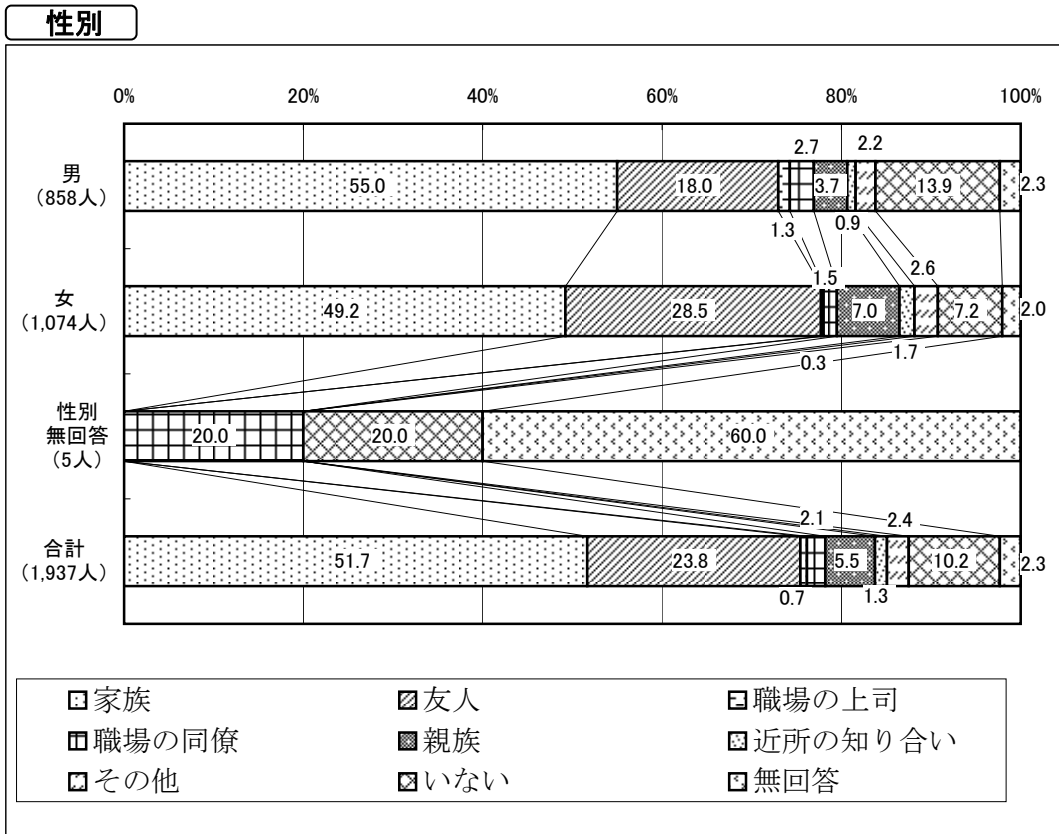 性別
0% 20% 40% 60% 80% 100%
2.7 2.2
男
(858人)
55.0 18.0 3.7 13.9 2.3
1.3 0.9
1.5 2.6
女
(1,074人)
49.2 28.5 7.0 7.2 2.0
0.3 1.7
性別
無回答
(5人)
20.0 20.0 60.0
2.1 2.4
合計
(1,937人)
51.7 23.8 5.5 10.2 2.3
0.7 1.3
家族 友人 職場の上司
職場の同僚 親族 近所の知り合い
その他 いない 無回答